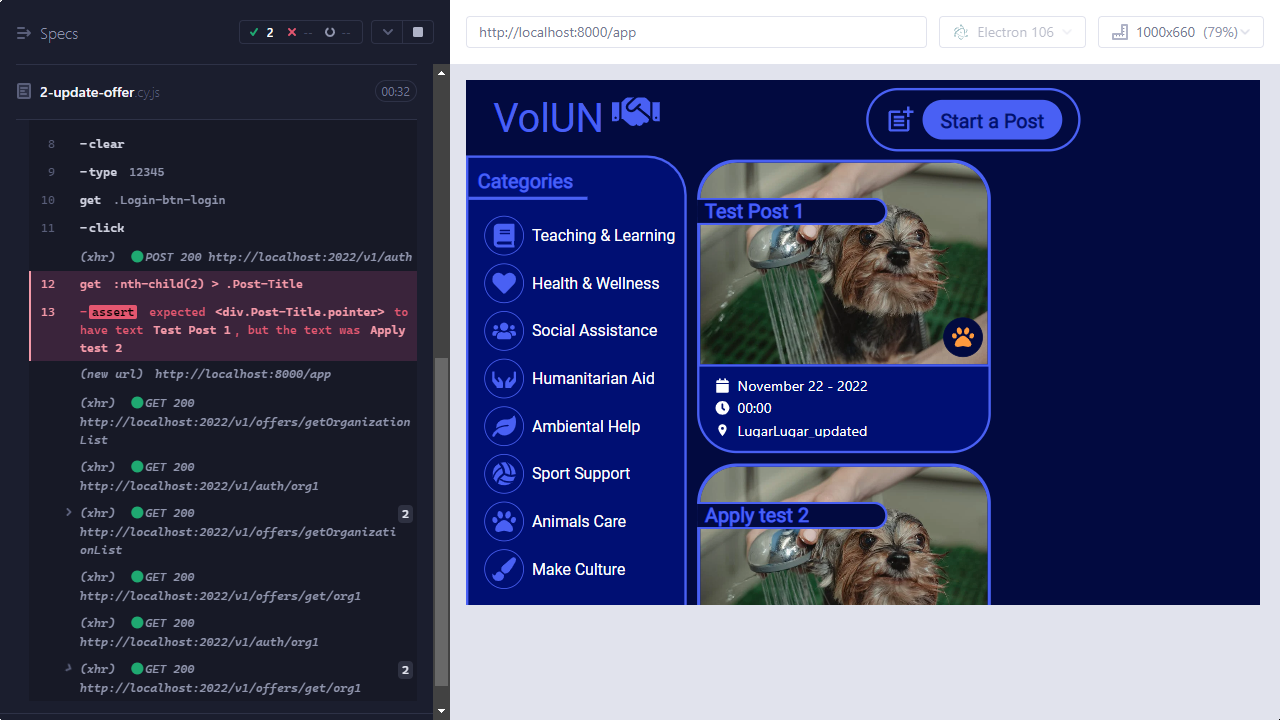 Specs
2
--
--
2-update-offer.cy.js
00:32
8 -clear
9 -type 12345
10 get .Login-btn-login
11 -click
(xhr) POST 200 http://localhost:2022/v1/auth
12 get :nth-child(2) > .Post-Title
13 -assert expected <div.Post-Title.pointer> to
have text Test Post 1, but the text was Apply
test 2
(new url) http://localhost:8000/app
(xhr) GET 200
http://localhost:2022/v1/offers/getOrganization
List
(xhr) GET 200
http://localhost:2022/v1/auth/org1
(xhr) GET 200 2
http://localhost:2022/v1/offers/getOrganizati
onList
(xhr) GET 200
http://localhost:2022/v1/offers/get/org1
(xhr) GET 200
http://localhost:2022/v1/auth/org1
(xhr) GET 200 2
http://localhost:2022/v1/offers/get/org1
http://localhost:8000/app
Electron 106
1000x660 (79%)
VolUN
Start a Post
Categories
Teaching & Learning
Health & Wellness
Social Assistance
Humanitarian Aid
Ambiental Help
Sport Support
Animals Care
Make Culture
Test Post 1
November 22 - 2022
00:00
LugarLugar_updated
Apply test 2